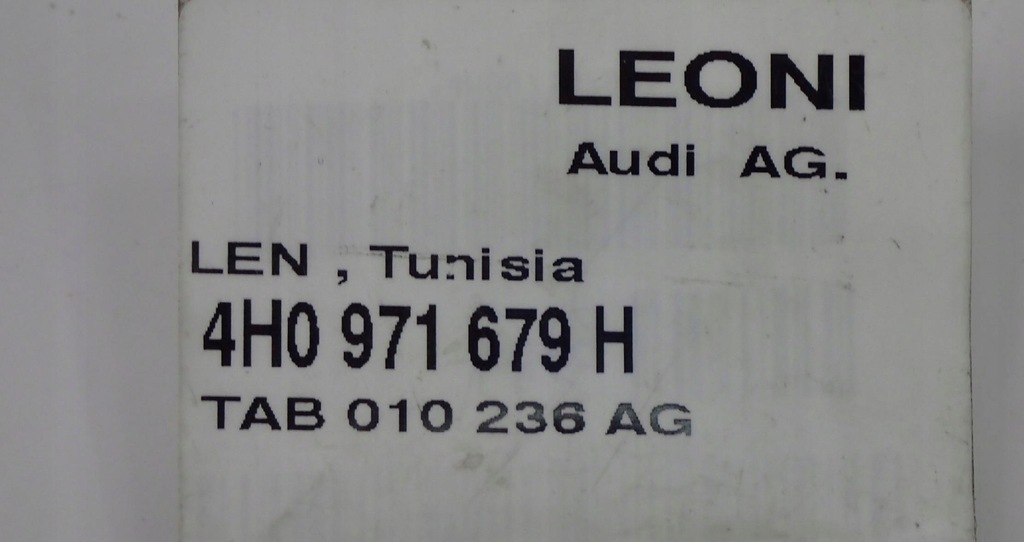 LEONI
Audi AG.
LEN , Tunisia
4H0 971 679 H
TAB 010 236 AG